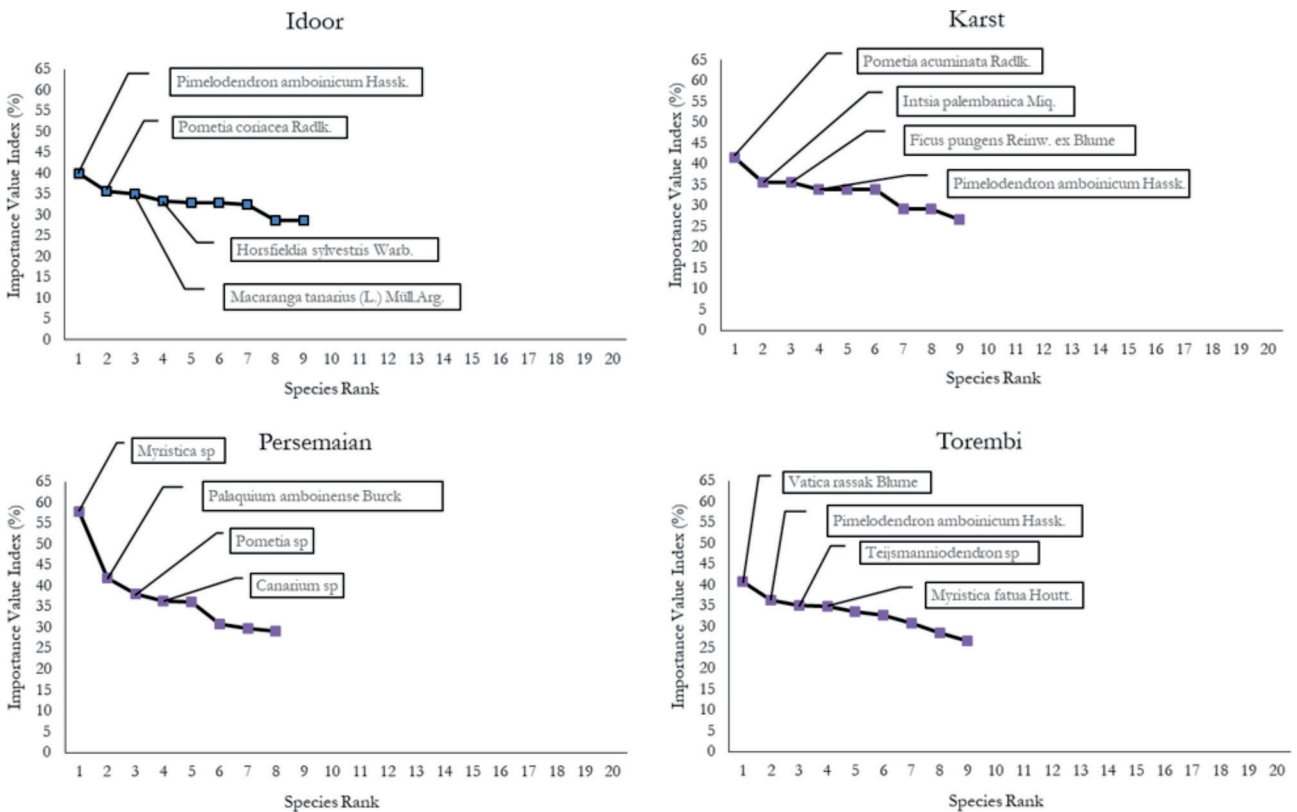 Idoor
Importance Value Index (%)
65
60
55
50
45
40
35
30
25
20
15
10
5
0
Pimelodendron amboinicum Hassk.
Pometia coriacea Radlk.
Horsfieldia sylvestris Warb.
Macaranga tanarius (L.) Müll.Arg.
1 2 3 4 5 6 7 8 9 10 11 12 13 14 15 16 17 18 19 20
Species Rank
Karst
Importance Value Index (%)
65
60
55
50
45
40
35
30
25
20
15
10
5
0
Pometia acuminata Radlk.
Intsia palembanica Miq.
Ficus pungens Reinw. ex Blume
Pimelodendron amboinicum Hassk.
1 2 3 4 5 6 7 8 9 10 11 12 13 14 15 16 17 18 19 20
Species Rank
Persemaian
Importance Value Index (%)
65
60
55
50
45
40
35
30
25
20
15
10
5
0
Myristica sp
Palaquium amboinense Burck
Pometia sp
Canarium sp
1 2 3 4 5 6 7 8 9 10 11 12 13 14 15 16 17 18 19 20
Species Rank
Torembi
Importance Value Index (%)
65
60
55
50
45
40
35
30
25
20
15
10
5
0
Vatica rassak Blume
Pimelodendron amboinicum Hassk.
Teijsmanniodendron sp
Myristica fatua Houtt.
1 2 3 4 5 6 7 8 9 10 11 12 13 14 15 16 17 18 19 20
Species Rank